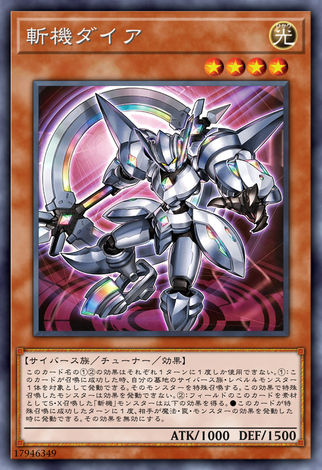 斬機ダイア
光
【サイバース族／チューナー／効果】
このカード名の①②の効果はそれぞれ１ターンに１度しか使用できない。①：こ
のカードが召喚に成功した時、自分の墓地のサイバース族・レベル４モンスター
１体を対象として発動できる。そのモンスターを特殊召喚する。この効果で特殊
召喚したモンスターは効果を発動できない。②：フィールドのこのカードを素材
としてS・X召喚した「斬機」モンスターは以下の効果を得る。●このカードが特
殊召喚に成功したターンに１度、相手が魔法・罠・モンスターの効果を発動した
時に発動できる。その効果を無効にする。
ATK/1000 DEF/1500
17946349